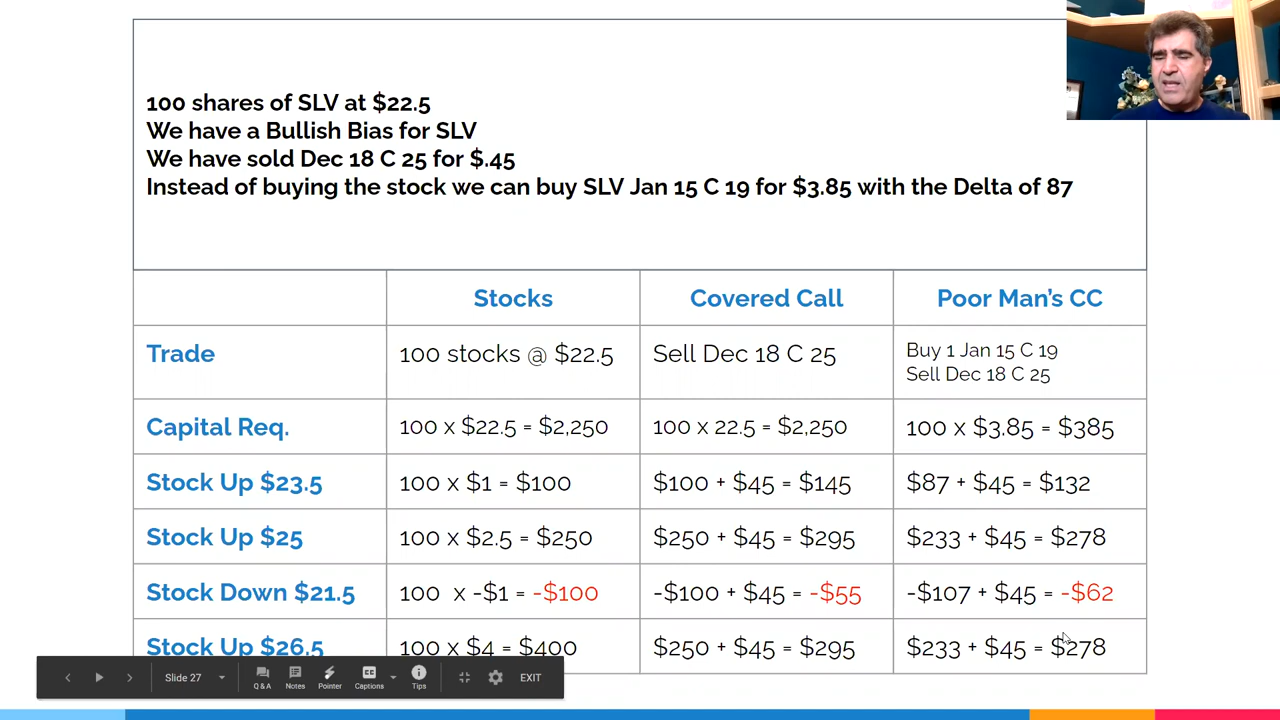 100 shares of SLV at $22.5
We have a Bullish Bias for SLV
We have sold Dec 18 C 25 for $.45
Instead of buying the stock we can buy SLV Jan 15 C 19 for $3.85 with the Delta of 87
Stocks Covered Call Poor Man's CC
Trade 100 stocks @ $22.5 Sell Dec 18 C 25 Buy 1 Jan 15 C 19
Sell Dec 18 C 25
Capital Req. 100 x $22.5 = $2,250 100 x 22.5 = $2,250 100 x $3.85 = $385
Stock Up $23.5 100 x $1 = $100 $100 + $45 = $145 $87 + $45 = $132
Stock Up $25 100 x $2.5 = $250 $250 + $45 = $295 $233 + $45 = $278
Stock Down $21.5 100 x -$1 = -$100 -$100 + $45 = -$55 -$107 + $45 = -$62
Stock Up $26.5 100 x $4 = $400 $250 + $45 = $295 $233 + $45 = $278
Slide 27 Q & A Notes Pointer Captions Tips EXIT